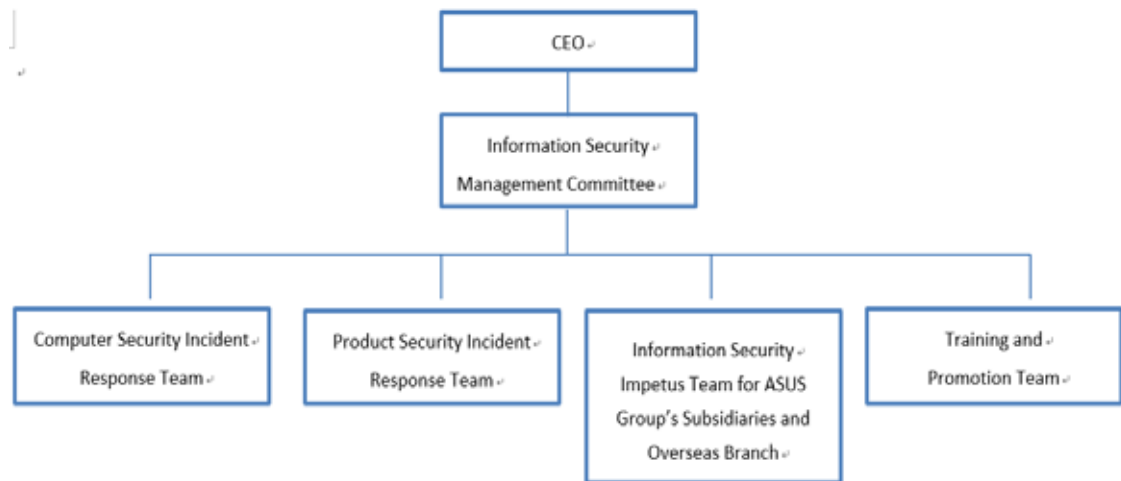 CEO
Information Security
Management Committee
Computer Security Incident
Response Team
Product Security Incident
Response Team
Information Security
Impetus Team for ASUS
Group's Subsidiaries and
Overseas Branch
Training and
Promotion Team